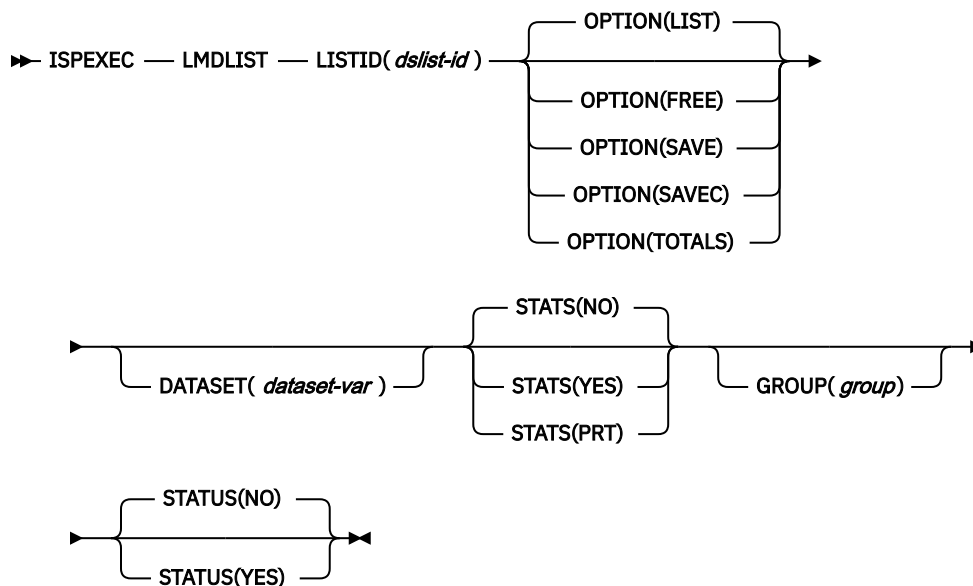 OPTION(LIST)
ISPEXEC LMDLIST LISTID( dslist-id )
OPTION(FREE)
OPTION(SAVE)
OPTION(SAVEC)
OPTION(TOTALS)
STATS(NO)
DATASET( dataset-var )
STATS(YES)
GROUP( group )
STATS(PRT)
STATUS(NO)
STATUS(YES)